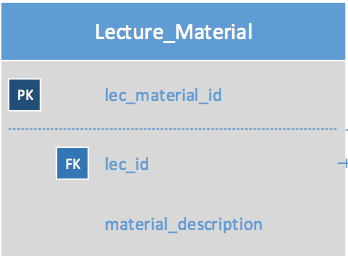 Lecture_Material
PK lec_material_id
FK lec_id
material_description